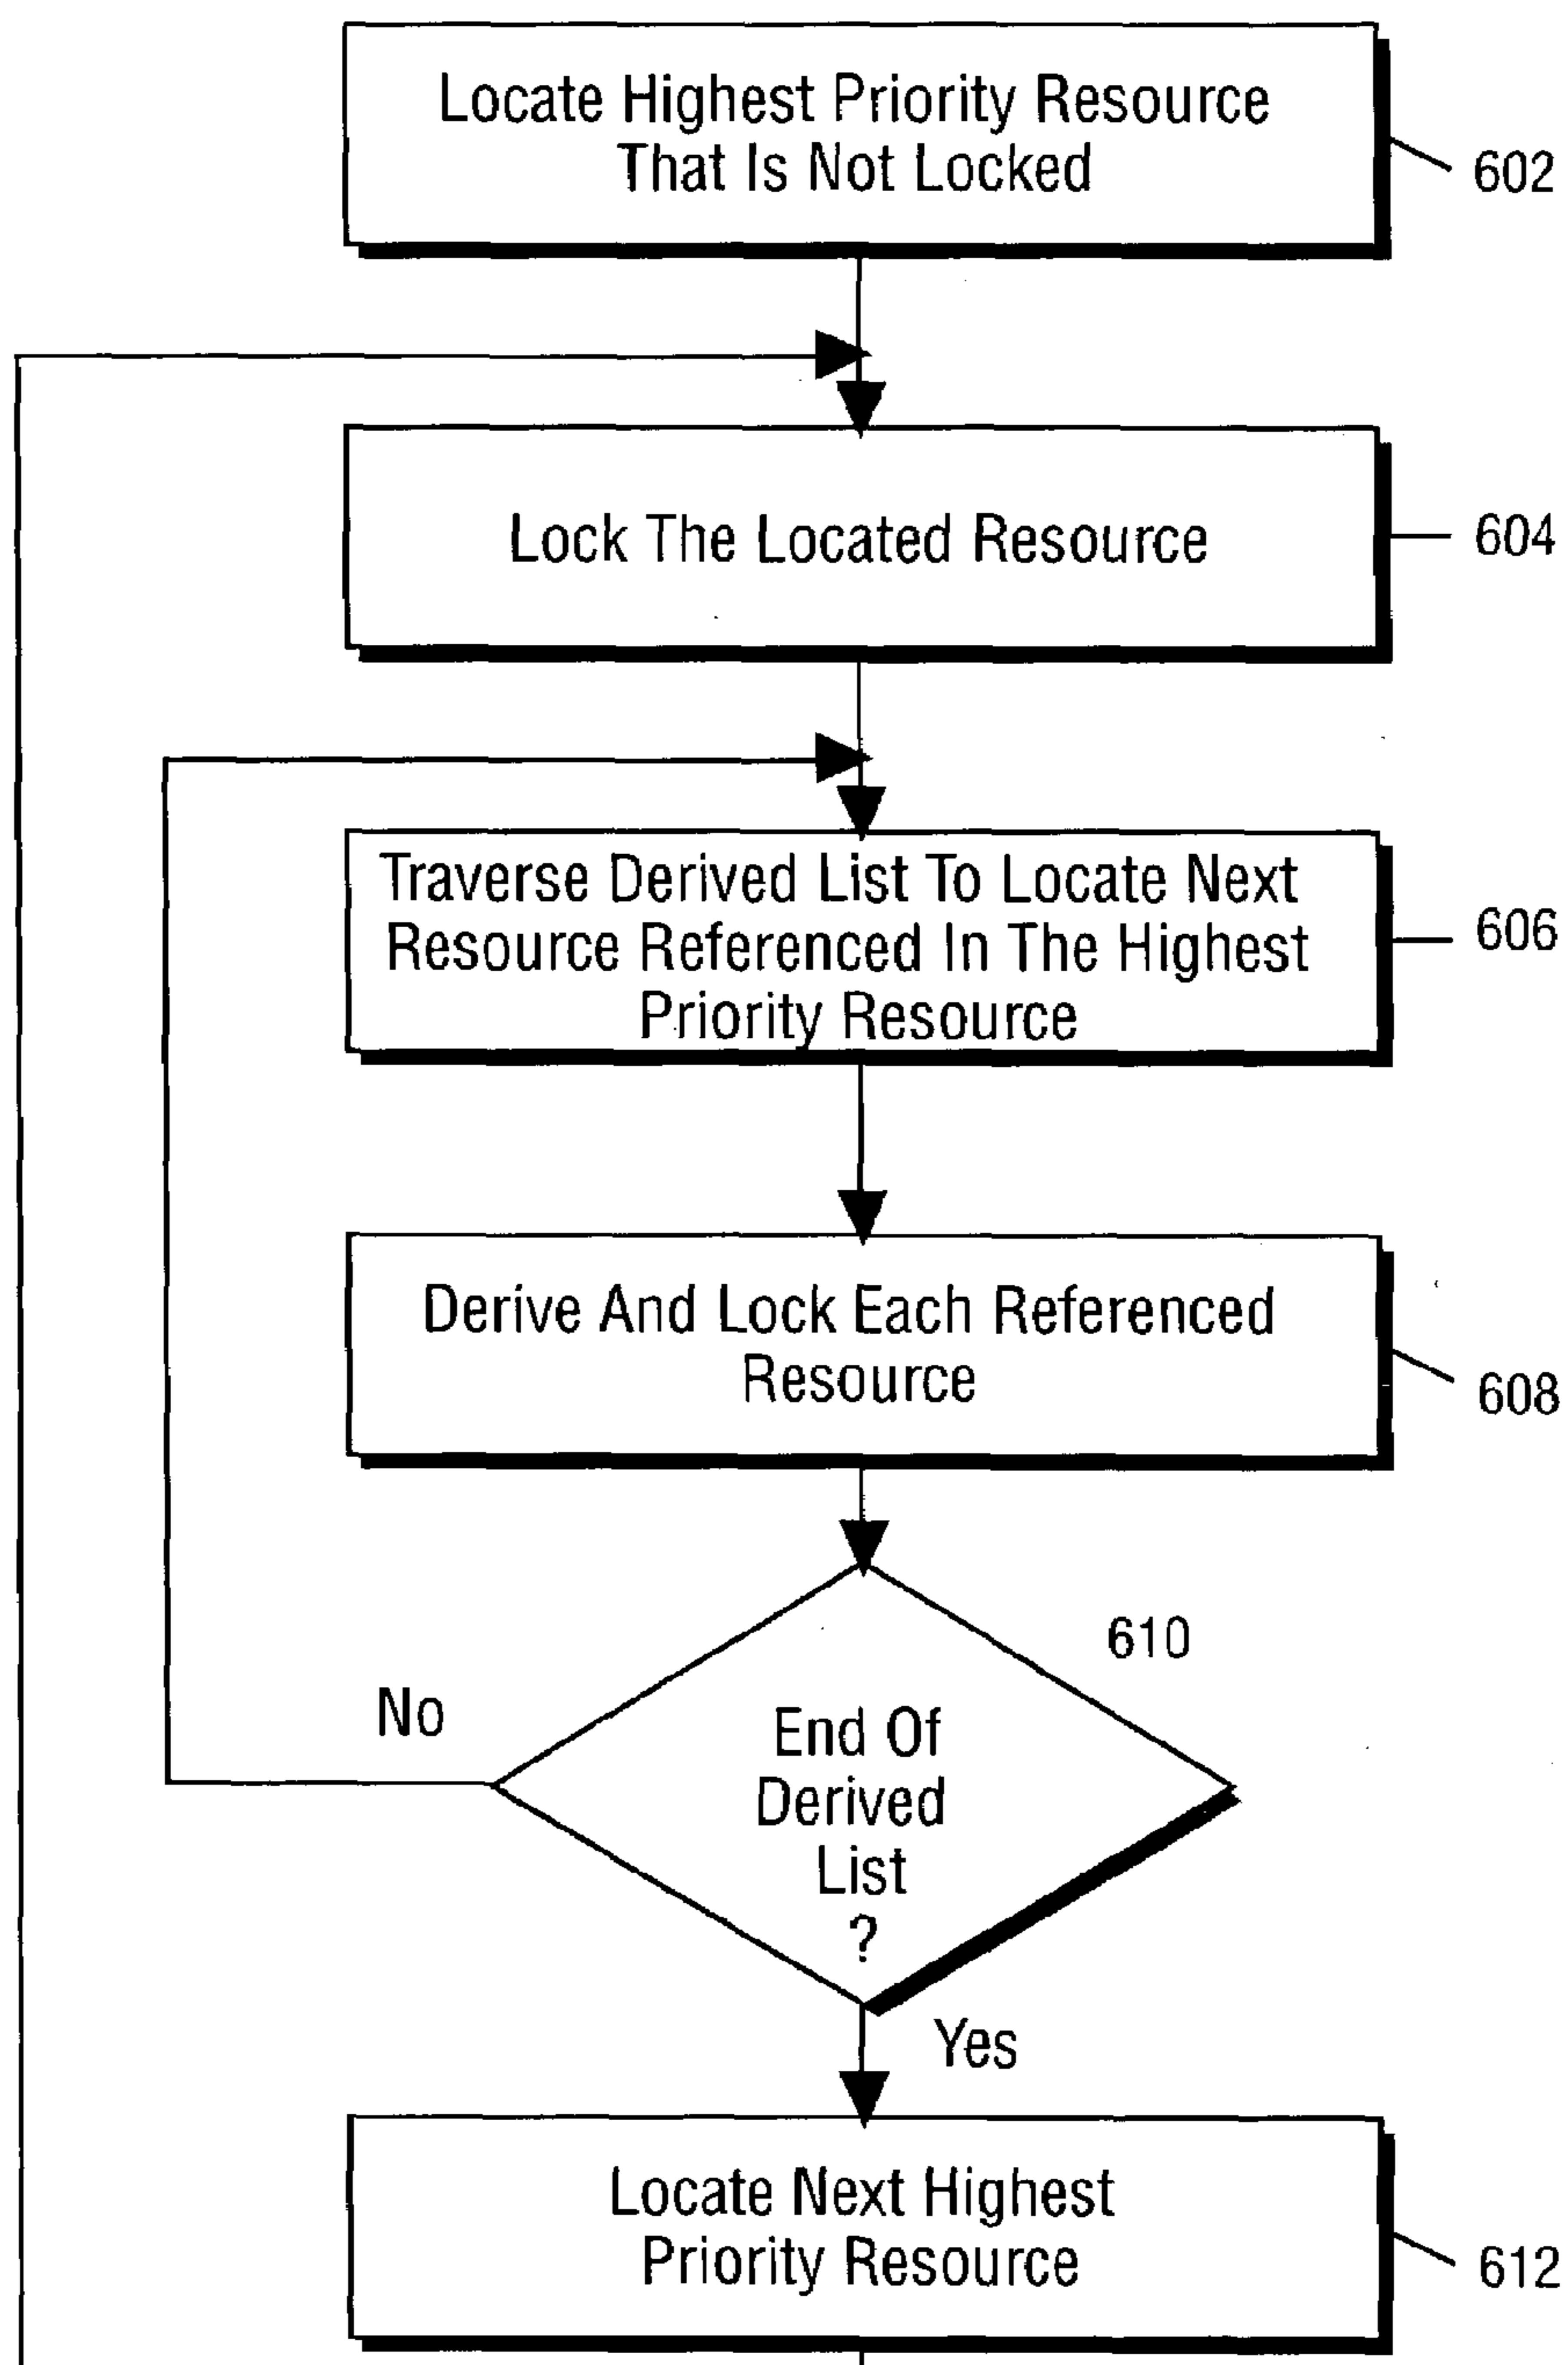 Locate Highest Priority Resource
That Is Not Locked
602
Lock The Located Resource
604
Traverse Derived List To Locate Next
Resource Referenced In The Highest
Priority Resource
606
Derive And Lock Each Referenced
Resource
608
610
No
End Of
Derived
List
?
Yes
Locate Next Highest
Priority Resource
612